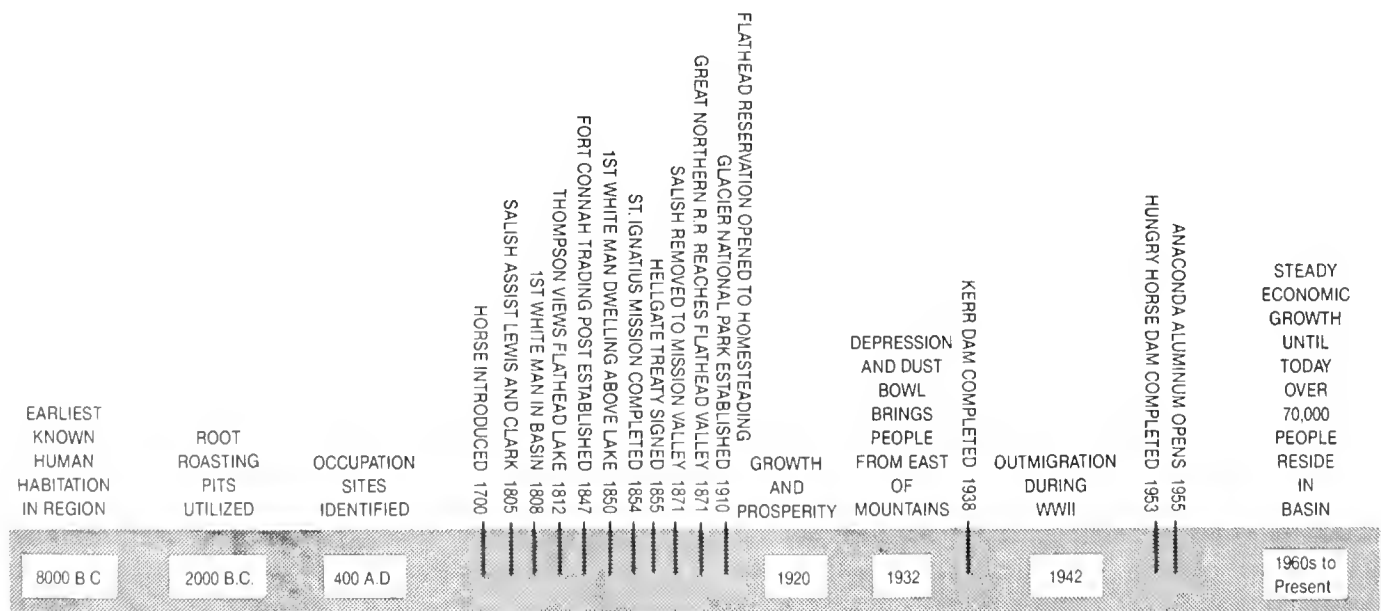 EARLIEST
KNOWN
HUMAN
HABITATION
IN REGION
8000 B C
ROOT
ROASTING
PITS
UTILIZED
2000 B.C.
OCCUPATION
SITES
IDENTIFIED
400 A.D
HORSE INTRODUCED 1700
SALISH ASSIST LEWIS AND CLARK 1805
1ST WHITE MAN IN BASIN 1808
THOMPSON VIEWS FLATHEAD LAKE 1812
FORT CONNAH TRADING POST ESTABLISHED 1847
1ST WHITE MAN DWELLING ABOVE LAKE 1850
ST. IGNATIUS MISSION COMPLETED 1854
HELLGATE TREATY SIGNED 1855
SALISH REMOVED TO MISSION VALLEY 1871
GREAT NORTHERN R.R REACHES FLATHEAD VALLEY 1871
GLACIER NATIONAL PARK ESTABLISHED 1910
FLATHEAD RESERVATION OPENED TO HOMESTEADING
GROWTH
AND
PROSPERITY
1920
DEPRESSION
AND DUST
BOWL
BRINGS
PEOPLE
FROM EAST
OF
MOUNTAINS
1932
KERR DAM COMPLETED 1938
OUTMIGRATION
DURING
WWII
1942
HUNGRY HORSE DAM COMPLETED 1953
ANACONDA ALUMINUM OPENS 1955
STEADY
ECONOMIC
GROWTH
UNTIL
TODAY
OVER
70,000
PEOPLE
RESIDE
IN
BASIN
1960s to
Present